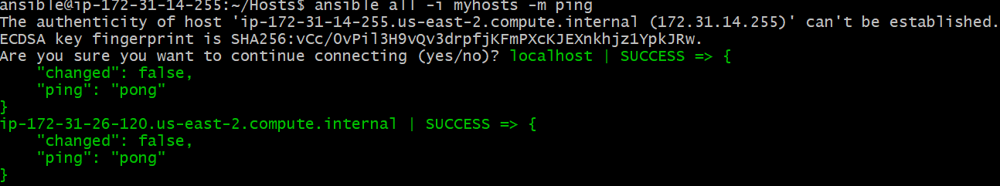 ansible@ip-172-31-14-255:~/Hosts$ ansible all -i myhosts -m ping
The authenticity of host 'ip-172-31-14-255.us-east-2.compute.internal (172.31.14.255)' can't be established.
ECDSA key fingerprint is SHA256:vCc/OvPil3H9vQv3drpfjKFmPXcKJEXnkhjz1YpkJRw.
Are you sure you want to continue connecting (yes/no)? localhost | SUCCESS => {
    "changed": false,
    "ping": "pong"
}
ip-172-31-26-120.us-east-2.compute.internal | SUCCESS => {
    "changed": false,
    "ping": "pong"
}